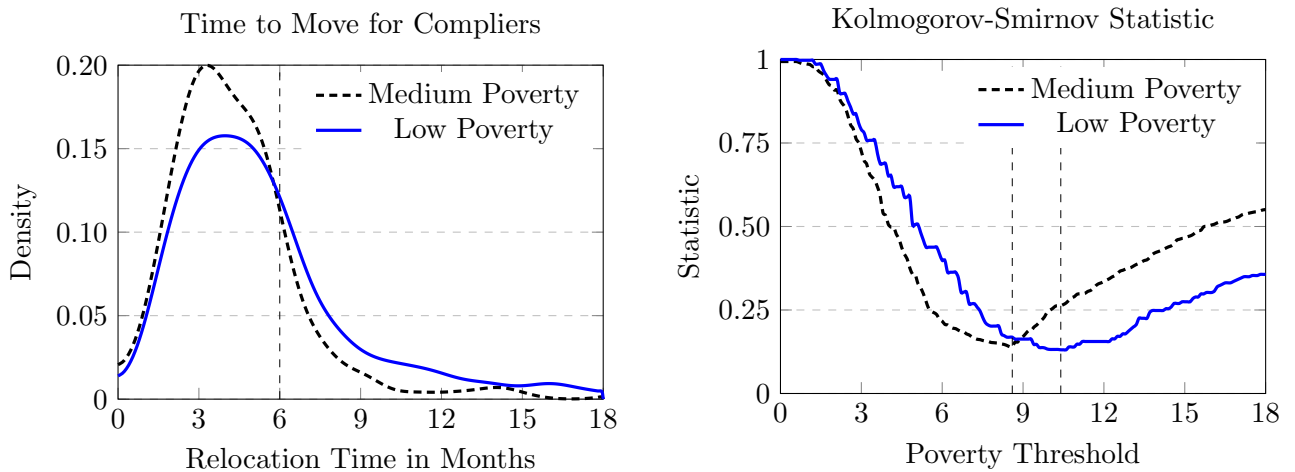 Time to Move for Compliers
0.20
0.15
0.10
0.05
0
Density
Medium Poverty
Low Poverty
0 3 6 9 12 15 18
Relocation Time in Months
Kolmogorov-Smirnov Statistic
1
0.75
0.50
0.25
0
Statistic
Medium Poverty
Low Poverty
0 3 6 9 12 15 18
Poverty Threshold